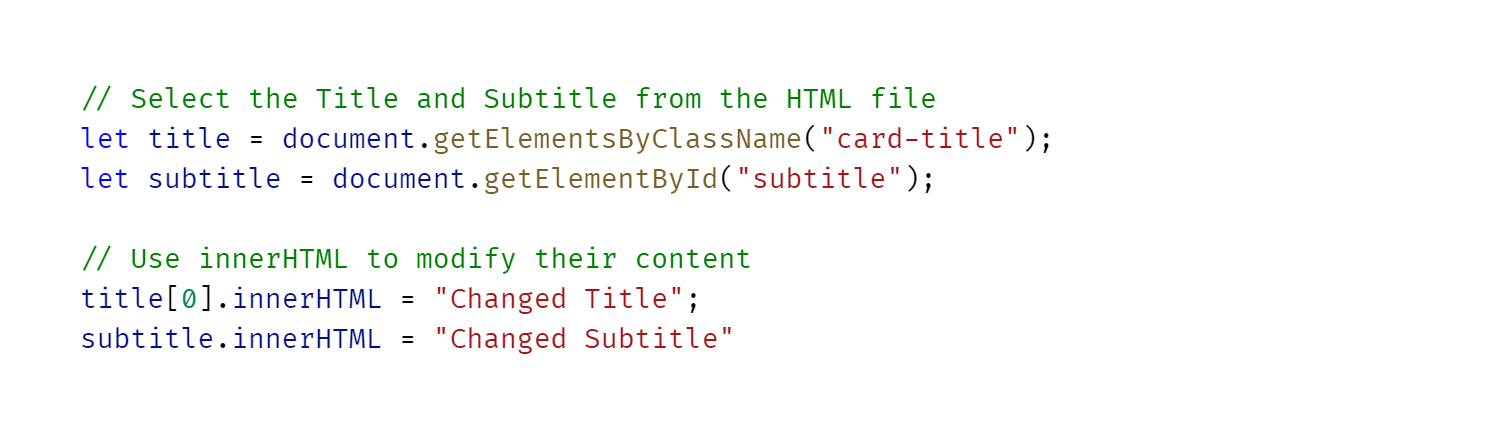 // Select the Title and Subtitle from the HTML file
let title = document.getElementsByClassName("card-title");
let subtitle = document.getElementById("subtitle");

// Use innerHTML to modify their content
title[0].innerHTML = "Changed Title";
subtitle.innerHTML = "Changed Subtitle"